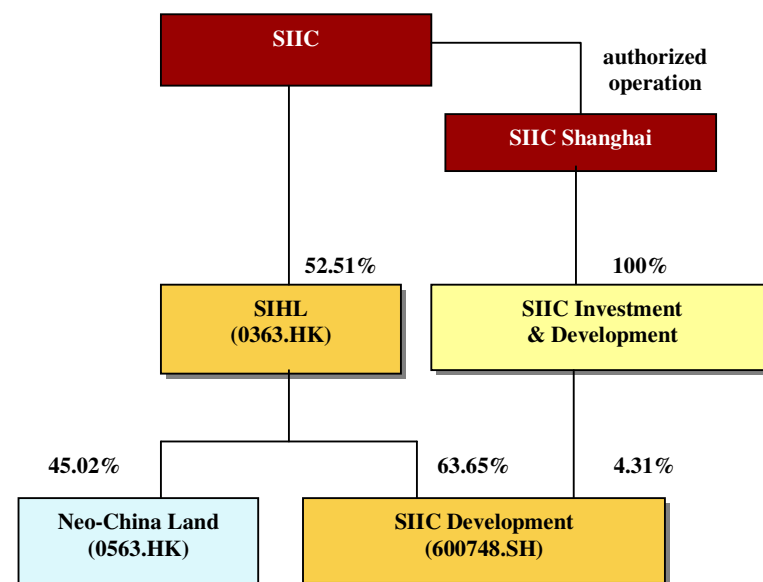 SIIC
authorized
operation
SIIC Shanghai
52.51%
100%
SIHL
(0363.HK)
SIIC Investment
& Development
45.02%
63.65%
4.31%
Neo-China Land
(0563.HK)
SIIC Development
(600748.SH)